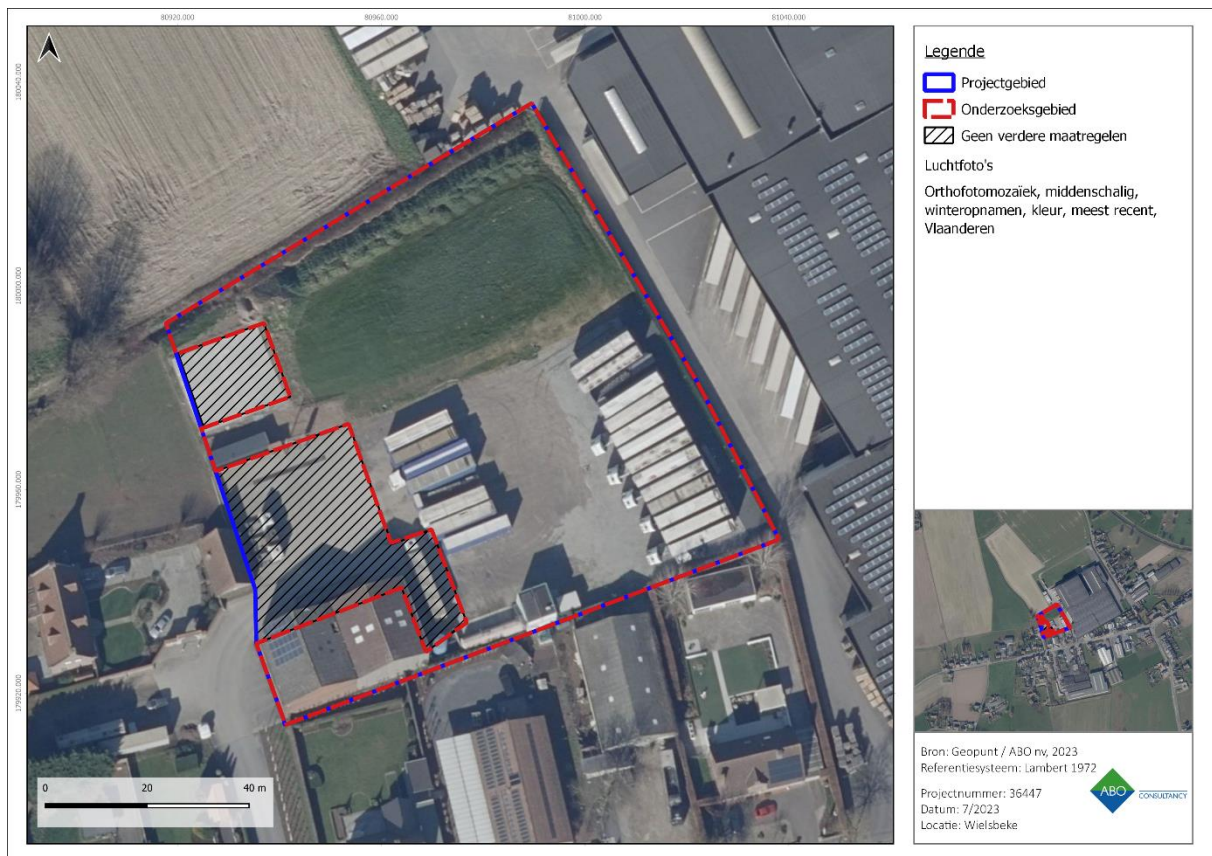 80920.000 80960.000 81000.000 81040.000
180040.000
180000.000
179960.000
179920.000
0 20 40 m
Legende
Projectgebied
Onderzoeksgebied
Geen verdere maatregelen
Luchtfoto's
Orthofotomozaïek, middenschalig,
winteropnamen, kleur, meest recent,
Vlaanderen
Bron: Geopunt / ABO nv, 2023
Referentiesysteem: Lambert 1972
Projectnummer: 36447
Datum: 7/2023
Locatie: Wielsbeke
ABO CONSULTANCY